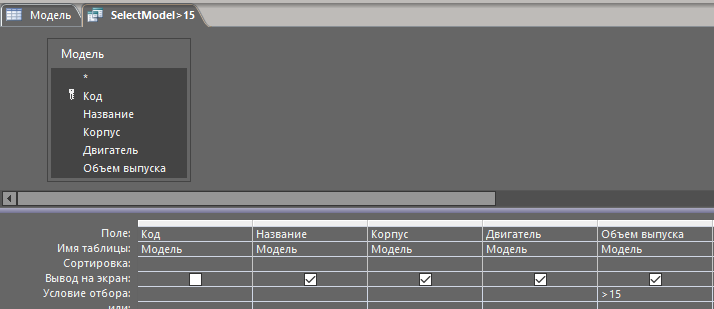 Модель SelectModel>15
Модель
*
Код
Название
Корпус
Двигатель
Объем выпуска
Поле: Код Название Корпус Двигатель Объем выпуска
Имя таблицы: Модель Модель Модель Модель Модель
Сортировка:
Вывод на экран:
Условие отбора: >15
или: